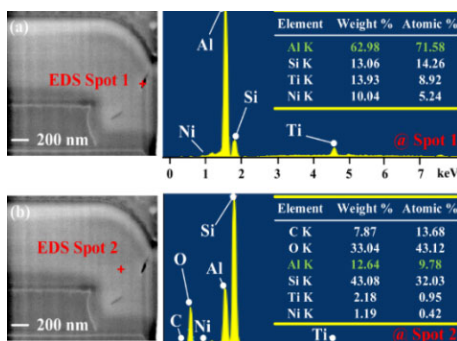 (a)
EDS Spot 1
200 nm
Al
Si
Ni
Ti
Element Weight % Atomic %
Al K 62.98 71.58
Si K 13.06 14.26
Ti K 13.93 8.92
Ni K 10.04 5.24
@ Spot 1
0 1 2 3 4 5 6 7 keV
(b)
EDS Spot 2
200 nm
Si
O
Al
C
Ni
Ti
Element Weight % Atomic %
C K 7.87 13.68
O K 33.04 43.12
Al K 12.64 9.78
Si K 43.08 32.03
Ti K 2.18 0.95
Ni K 1.19 0.42
@ Spot 2